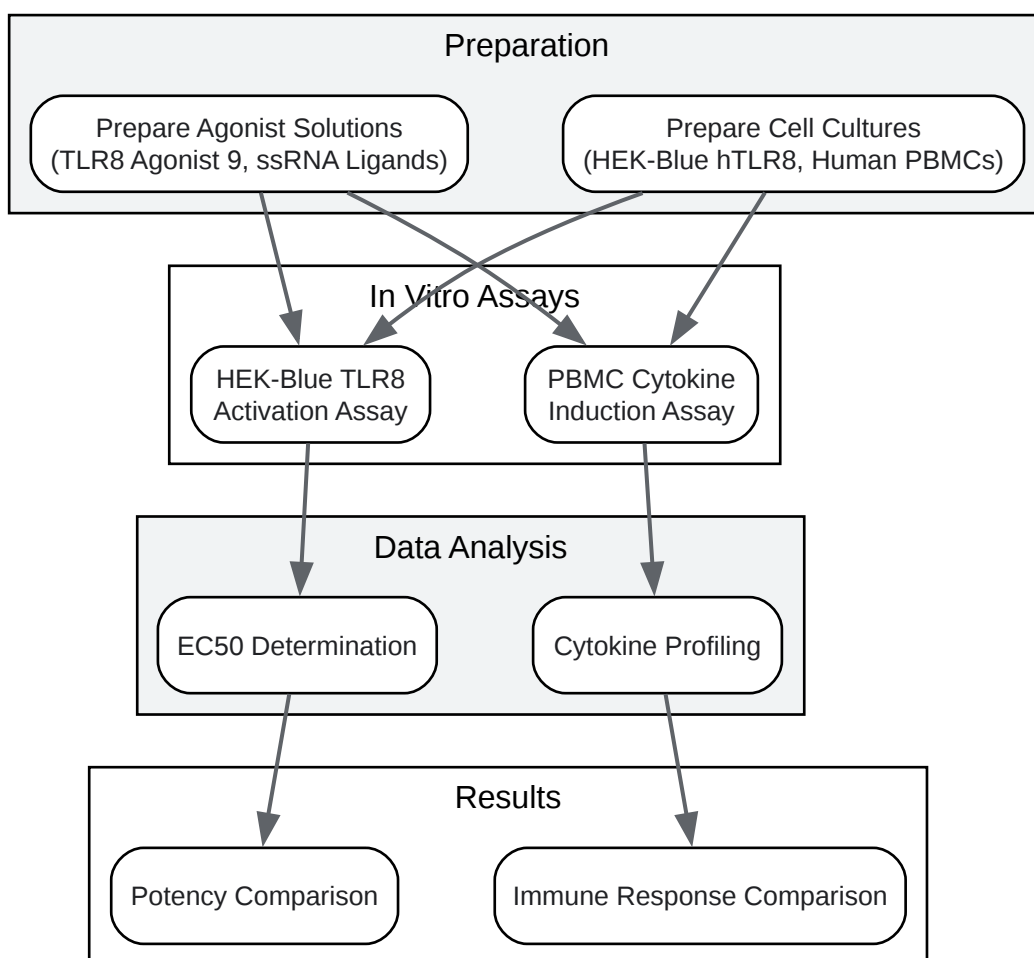 Preparation
Prepare Agonist Solutions
(TLR8 Agonist 9, ssRNA Ligands)
Prepare Cell Cultures
(HEK-Blue hTLR8, Human PBMCs)
In Vitro Assays
HEK-Blue TLR8
Activation Assay
PBMC Cytokine
Induction Assay
Data Analysis
EC50 Determination
Cytokine Profiling
Results
Potency Comparison
Immune Response Comparison